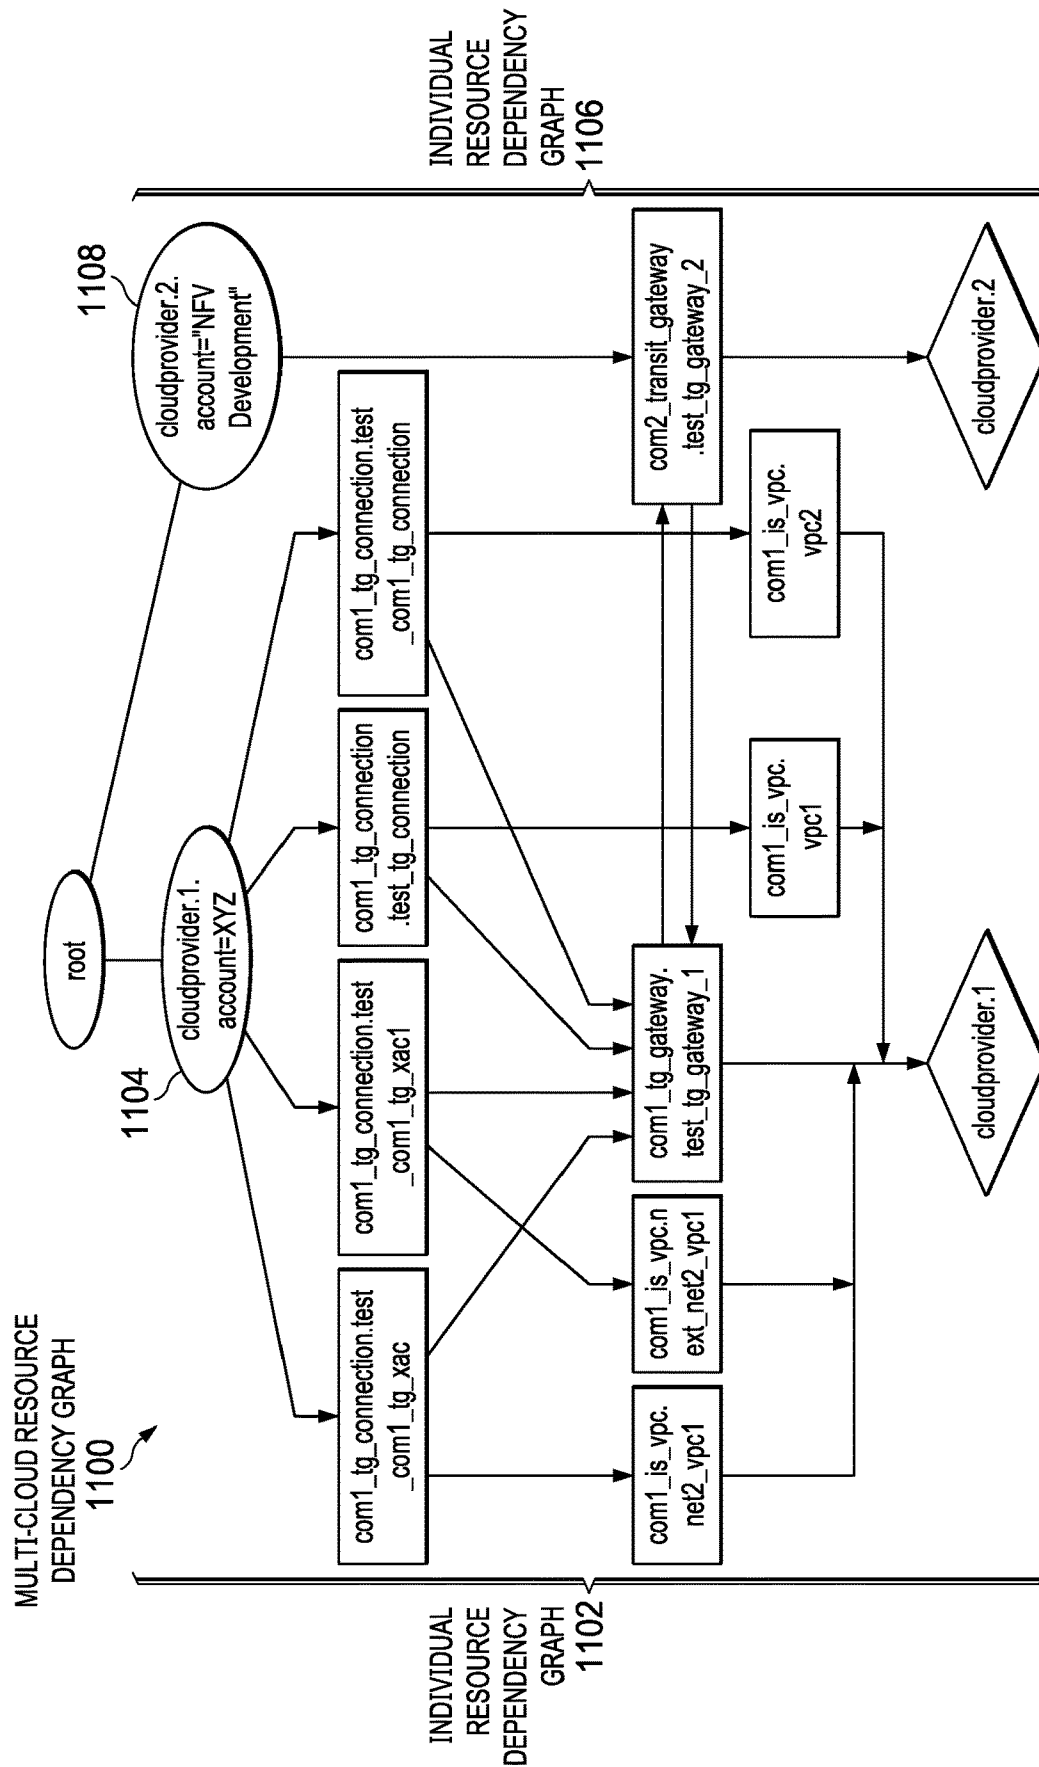 MULTI-CLOUD RESOURCE
DEPENDENCY GRAPH
1100
root
1104
cloudprovider.1.
account=XYZ
1108
cloudprovider.2.
account="NFV
Development"
INDIVIDUAL
RESOURCE
DEPENDENCY
GRAPH
1102
INDIVIDUAL
RESOURCE
DEPENDENCY
GRAPH
1106
com1_tg_connection.test
_com1_tg_xac
com1_tg_connection.test
_com1_tg_xac1
com1_tg_connection
.test_tg_connection
com1_tg_connection.test
_com1_tg_connection
com1_is_vpc.
net2_vpc1
com1_is_vpc.n
ext_net2_vpc1
com1_tg_gateway.
test_tg_gateway_1
com2_transit_gateway
.test_tg_gateway_2
com1_is_vpc.
vpc1
com1_is_vpc.
vpc2
cloudprovider.1
cloudprovider.2